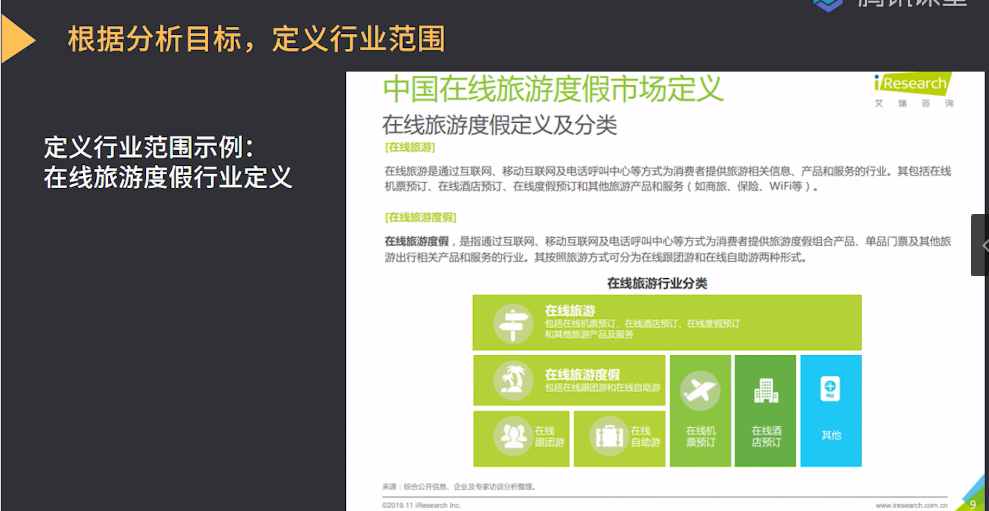 腾讯课堂
根据分析目标，定义行业范围
定义行业范围示例：
在线旅游度假行业定义
中国在线旅游度假市场定义
iResearch
艾 瑞 咨 询
在线旅游度假定义及分类
[在线旅游]
在线旅游是通过互联网、移动互联网及电话呼叫中心等方式为消费者提供旅游相关信息、产品和服务的行业。其包括在线
机票预订、在线酒店预订、在线度假预订和其他旅游产品和服务（如商旅、保险、WiFi等）。
[在线旅游度假]
在线旅游度假，是指通过互联网、移动互联网及电话呼叫中心等方式为消费者提供旅游度假组合产品、单品门票及其他旅
游出行相关产品和服务的行业。其按照旅游方式可分为在线跟团游和在线自助游两种形式。
在线旅游行业分类
在线旅游
包括在线机票预订、在线酒店预订、在线度假预订
和其他旅游产品及服务
在线旅游度假
包括在线跟团游和在线自助游
在线
跟团游
在线
自助游
在线机
票预订
在线酒
店预订
其他
来源：综合公开信息、企业及专家访谈分析整理。
©2019.11 iResearch Inc.
www.iresearch.com.cn
9